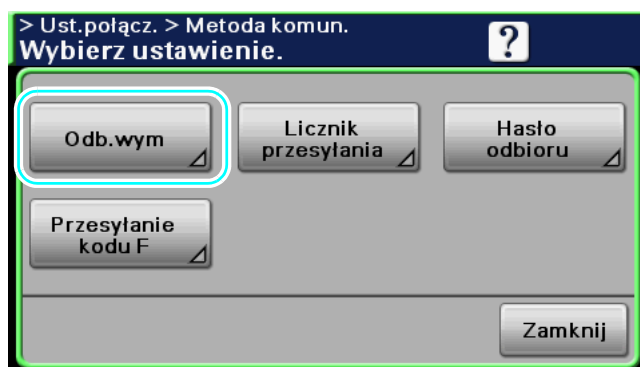 > Ust.połącz. > Metoda komun.
Wybierz ustawienie.
?
Odb.wym
Licznik
przesyłania
Hasło
odbioru
Przesyłanie
kodu F
Zamknij